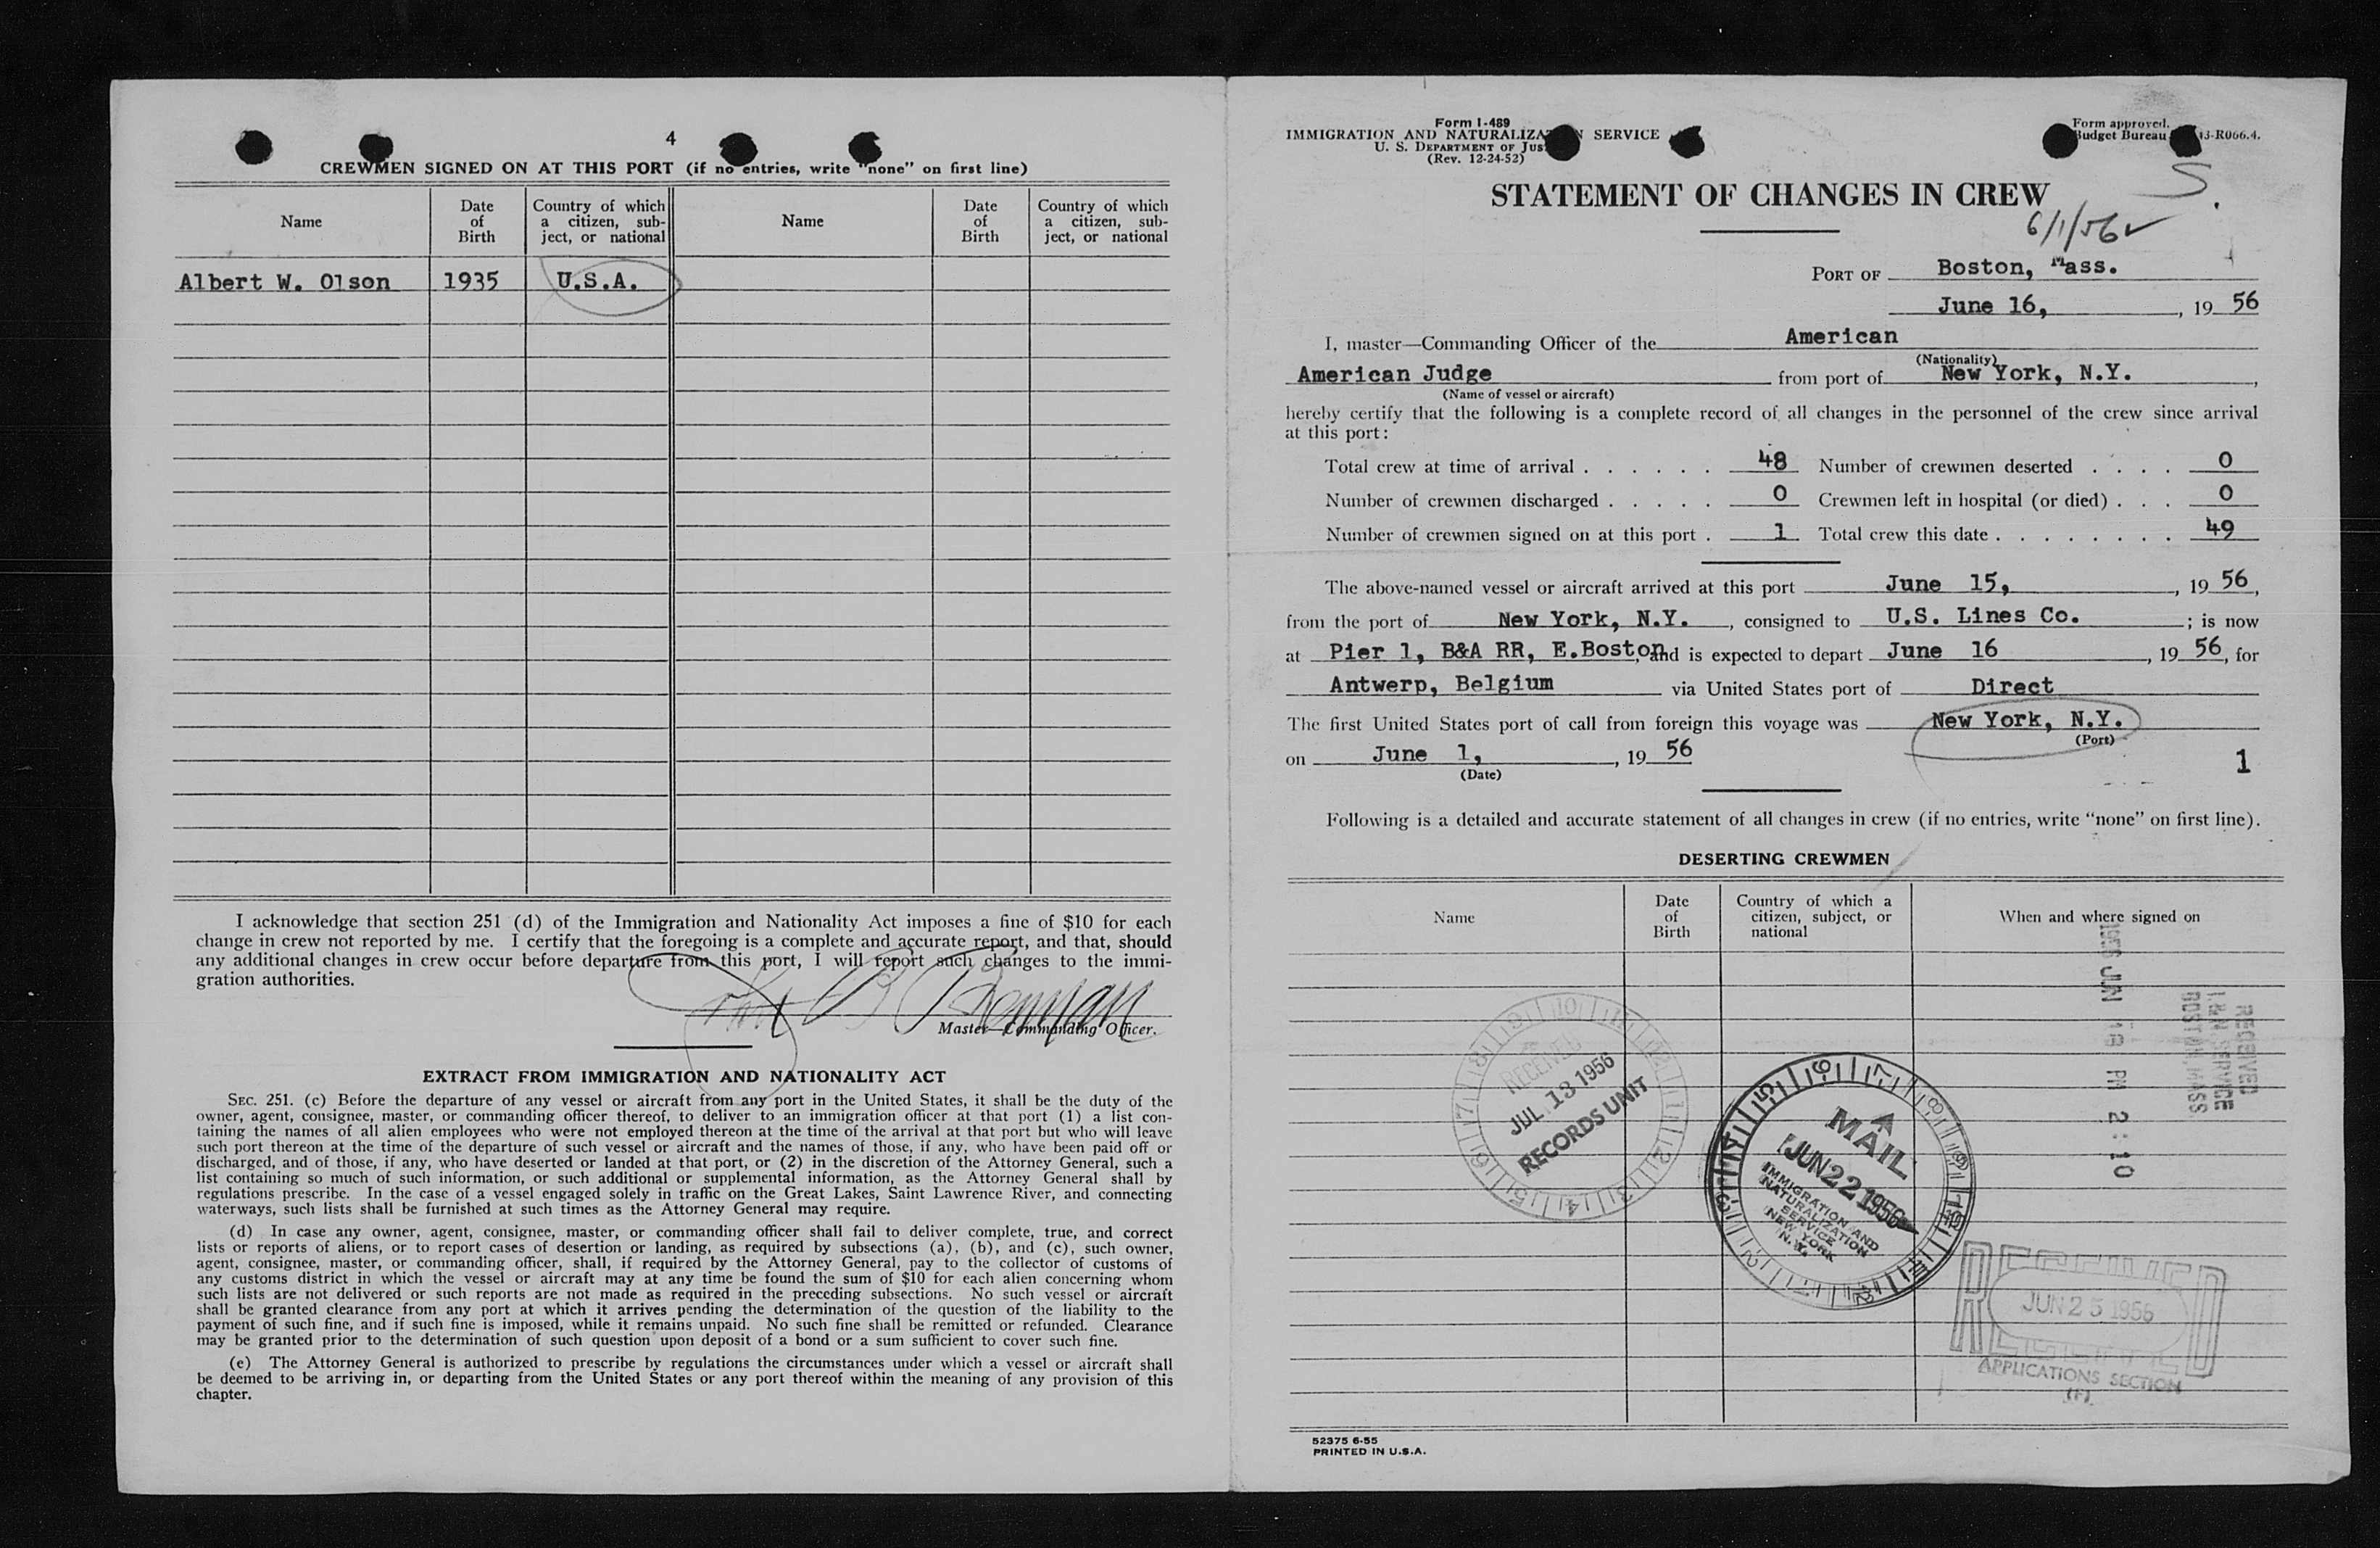 4
CREWMEN SIGNED ON AT THIS PORT (if no entries, write "none" on first line)
Name
Date of Birth
Country of which a citizen, subject, or national
Name
Date of Birth
Country of which a citizen, subject, or national
Albert W. Olson 1935 U.S.A.
I acknowledge that section 251 (d) of the Immigration and Nationality Act imposes a fine of $10 for each
change in crew not reported by me. I certify that the foregoing is a complete and accurate report, and that, should
any additional changes in crew occur before departure from this port, I will report such changes to the immi-
gration authorities.
Master—Commanding Officer.
EXTRACT FROM IMMIGRATION AND NATIONALITY ACT
SEC. 251. (c) Before the departure of any vessel or aircraft from any port in the United States, it shall be the duty of the
owner, agent, consignee, master, or commanding officer thereof, to deliver to an immigration officer at that port (1) a list con-
taining the names of all alien employees who were not employed thereon at the time of the arrival at that port but who will leave
such port thereon at the time of the departure of such vessel or aircraft and the names of those, if any, who have been paid off or
discharged, and of those, if any, who have deserted or landed at that port, or (2) in the discretion of the Attorney General, such a
list containing so much of such information, or such additional or supplemental information, as the Attorney General shall by
regulations prescribe. In the case of a vessel engaged solely in traffic on the Great Lakes, Saint Lawrence River, and connecting
waterways, such lists shall be furnished at such times as the Attorney General may require.
(d) In case any owner, agent, consignee, master, or commanding officer shall fail to deliver complete, true, and correct
lists or reports of aliens, or to report cases of desertion or landing, as required by subsections (a), (b), and (c), such owner,
agent, consignee, master, or commanding officer, shall, if required by the Attorney General, pay to the collector of customs of
any customs district in which the vessel or aircraft may at any time be found the sum of $10 for each alien concerning whom
such lists are not delivered or such reports are not made as required in the preceding subsections. No such vessel or aircraft
shall be granted clearance from any port at which it arrives pending the determination of the question of the liability to the
payment of such fine, and if such fine is imposed, while it remains unpaid. No such fine shall be remitted or refunded. Clearance
may be granted prior to the determination of such question upon deposit of a bond or a sum sufficient to cover such fine.
(e) The Attorney General is authorized to prescribe by regulations the circumstances under which a vessel or aircraft shall
be deemed to be arriving in, or departing from the United States or any port thereof within the meaning of any provision of this
chapter.
Form I-489
IMMIGRATION AND NATURALIZATION SERVICE
U. S. DEPARTMENT OF JUS
(Rev. 12-24-52)
Form approved.
Budget Bureau 43-R066.4.
S.
STATEMENT OF CHANGES IN CREW
6/1/56
PORT OF Boston, Mass.
June 16, , 19 56
I, master—Commanding Officer of the American
(Nationality)
American Judge from port of New York, N.Y. ,
(Name of vessel or aircraft)
hereby certify that the following is a complete record of all changes in the personnel of the crew since arrival
at this port:
Total crew at time of arrival . . . . . . 48 Number of crewmen deserted . . . . 0
Number of crewmen discharged . . . . . 0 Crewmen left in hospital (or died) . . . 0
Number of crewmen signed on at this port . 1 Total crew this date . . . . . . . . 49
The above-named vessel or aircraft arrived at this port June 15, , 19 56,
from the port of New York, N.Y. , consigned to U.S. Lines Co. ; is now
at Pier 1, B&A RR, E.Boston, and is expected to depart June 16 , 19 56, for
Antwerp, Belgium via United States port of Direct
The first United States port of call from foreign this voyage was New York, N.Y.
(Port)
on June 1, , 19 56
(Date)
1
Following is a detailed and accurate statement of all changes in crew (if no entries, write "none" on first line).
DESERTING CREWMEN
Name
Date of Birth
Country of which a citizen, subject, or national
When and where signed on
1956 JUN 18 PM 2:10
RECEIVED
I.&N. SERVICE
BOSTON, MASS
RECEIVED
JUL 13 1956
RECORDS UNIT
MAIL
JUN 22 1956
IMMIGRATION AND
NATURALIZATION
SERVICE
NEW YORK
N.Y.
RECEIVED
JUN 25 1956
APPLICATIONS SECTION
(F)
52375 6-55
PRINTED IN U.S.A.